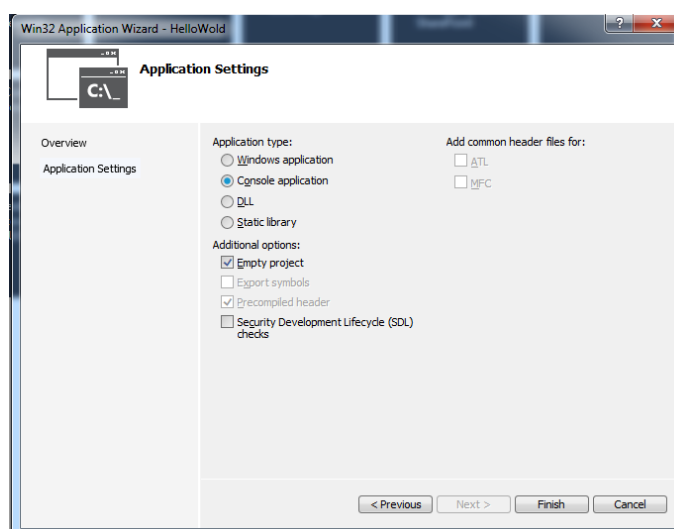 Win32 Application Wizard - HelloWold
C:\_
Application Settings
Overview
Application Settings
Application type:
Windows application
Console application
DLL
Static library
Additional options:
Empty project
Export symbols
Precompiled header
Security Development Lifecycle (SDL)
checks
Add common header files for:
ATL
MFC
< Previous
Next >
Finish
Cancel